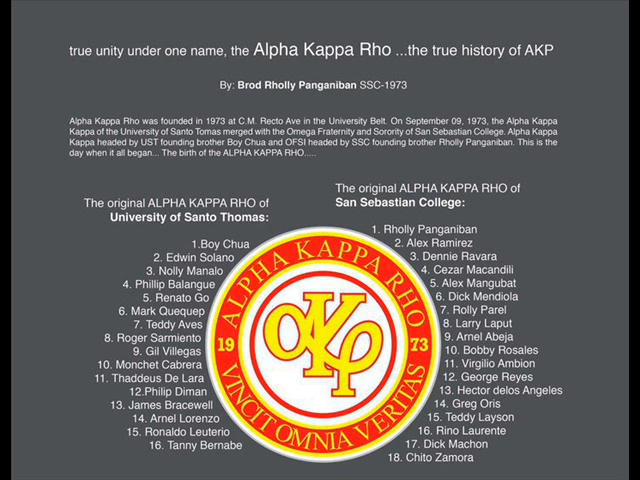 true unity under one name, the Alpha Kappa Rho ...the true history of AKP
By: Brod Rholly Panganiban SSC-1973
Alpha Kappa Rho was founded in 1973 at C.M. Recto Ave in the University Belt. On September 09, 1973, the Alpha Kappa
Kappa of the University of Santo Tomas merged with the Omega Fraternity and Sorority of San Sebastian College. Alpha Kappa
Kappa headed by UST founding brother Boy Chua and OFSI headed by SSC founding brother Rholly Panganiban. This is the
day when it all began... The birth of the ALPHA KAPPA RHO.....
The original ALPHA KAPPA RHO of
University of Santo Thomas:
1.Boy Chua
2. Edwin Solano
3. Nolly Manalo
4. Phillip Balangue
5. Renato Go
6. Mark Quequep
7. Teddy Aves
8. Roger Sarmiento
9. Gil Villegas
10. Monchet Cabrera
11. Thaddeus De Lara
12.Philip Diman
13. James Bracewell
14. Arnel Lorenzo
15. Ronaldo Leuterio
16. Tanny Bernabe
The original ALPHA KAPPA RHO of
San Sebastian College:
1. Rholly Panganiban
2. Alex Ramirez
3. Dennie Ravara
4. Cezar Macandili
5. Alex Mangubat
6. Dick Mendiola
7. Rolly Parel
8. Larry Laput
9. Arnel Abeja
10. Bobby Rosales
11. Virgilio Ambion
12. George Reyes
13. Hector delos Angeles
14. Greg Oris
15. Teddy Layson
16. Rino Laurente
17. Dick Machon
18. Chito Zamora
ALPHA KAPPA RHO
19 73
αKρ
VINCIT OMNIA VERITAS